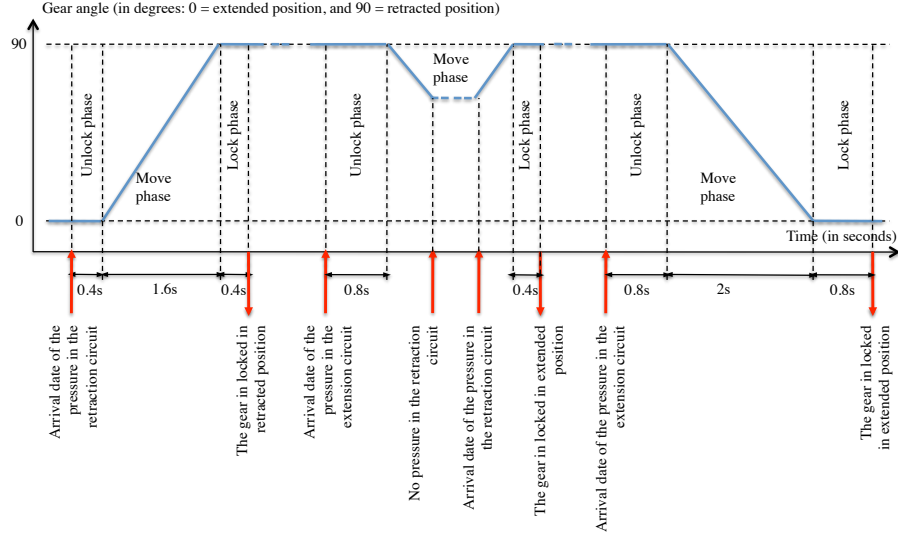 Gear angle (in degrees: 0 = extended position, and 90 = retracted position)
90
0
Unlock phase
Move
phase
Lock phase
Unlock phase
Move
phase
Lock phase
Unlock phase
Move
phase
Lock phase
Time (in seconds)
0.4s
1.6s
0.4s
0.8s
0.4s
0.8s
2s
0.8s
Arrival date of the
pressure in the
retraction circuit
The gear in locked in
retracted position
Arrival date of the
pressure in the
extension circuit
No pressure in the retraction
circuit
Arrival date of the pressure in
the retraction circuit
The gear in locked in extended
position
Arrival date of the pressure in the
extension circuit
The gear in locked
in extended position